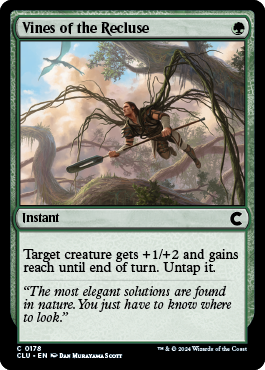 Vines of the Recluse
Instant
Target creature gets +1/+2 and gains
reach until end of turn. Untap it.
“The most elegant solutions are found
in nature. You just have to know where
to look.”
C 0178
CLU • EN Dan Murayama Scott
™ & © 2024 Wizards of the Coast